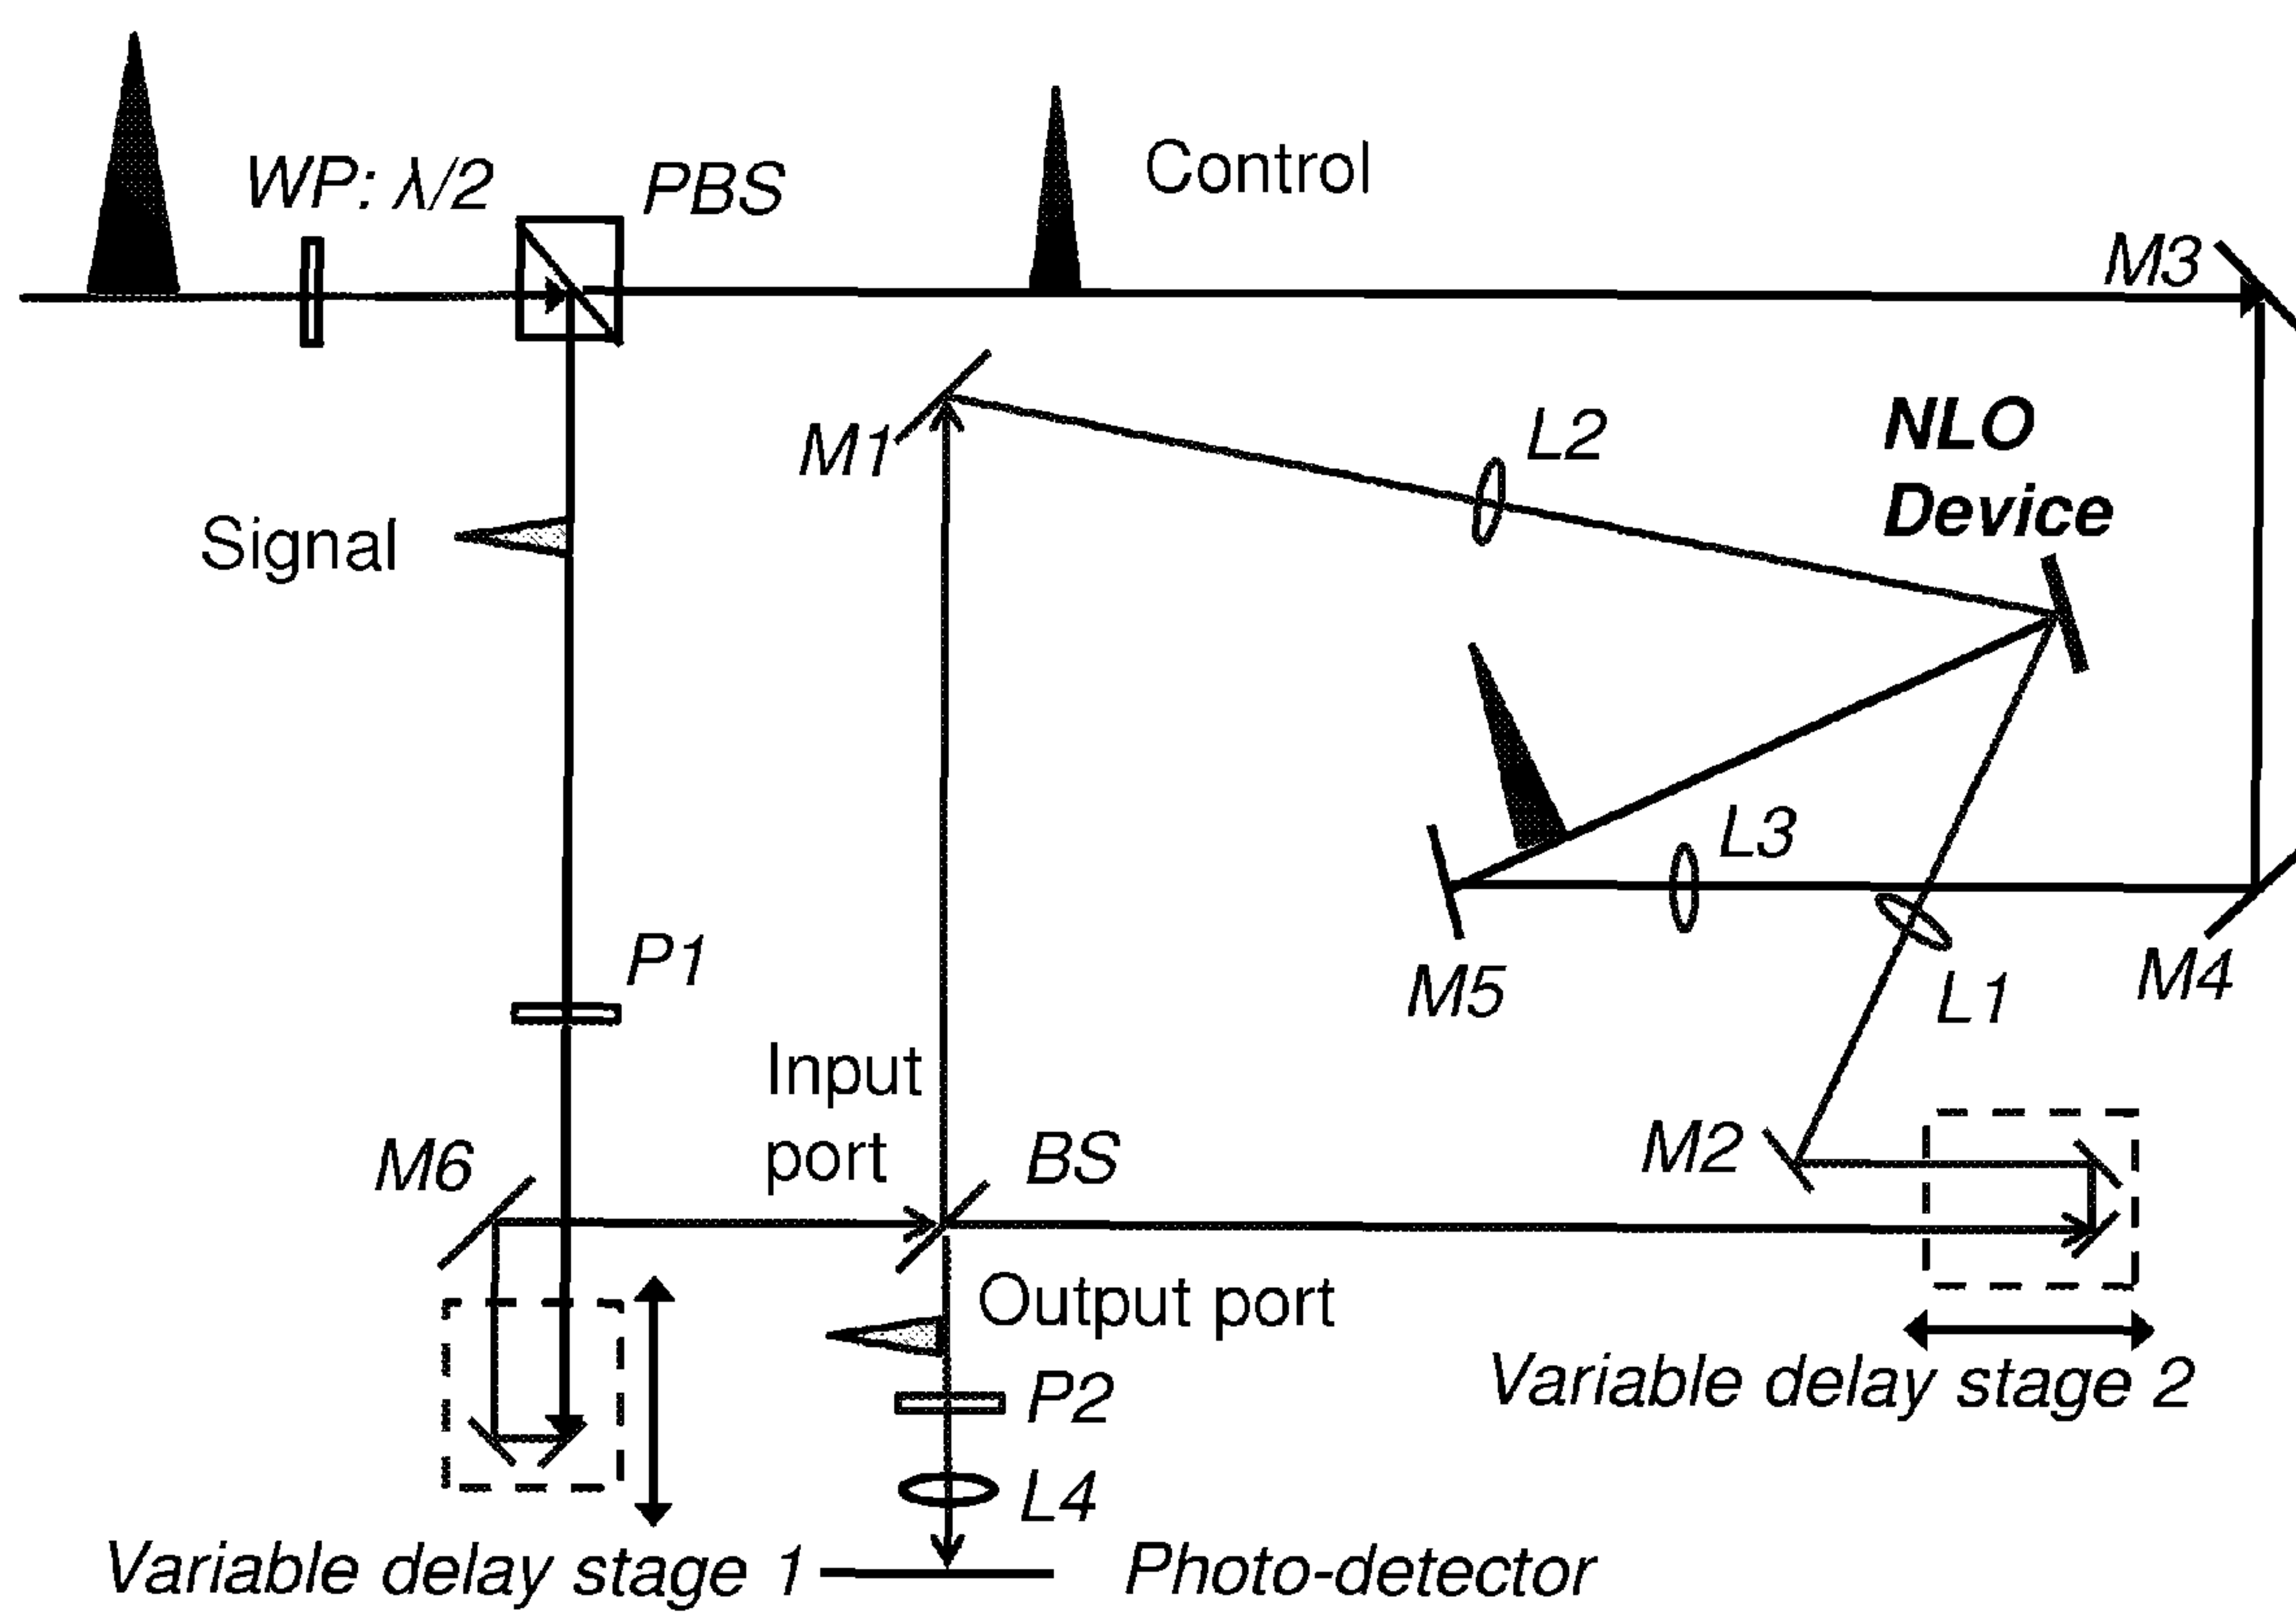 WP: λ/2
PBS
Control
M3
M1
L2
NLO
Device
Signal
L3
P1
M5
L1
M4
Input
port
M6
BS
M2
Output port
P2
Variable delay stage 2
L4
Variable delay stage 1
Photo-detector